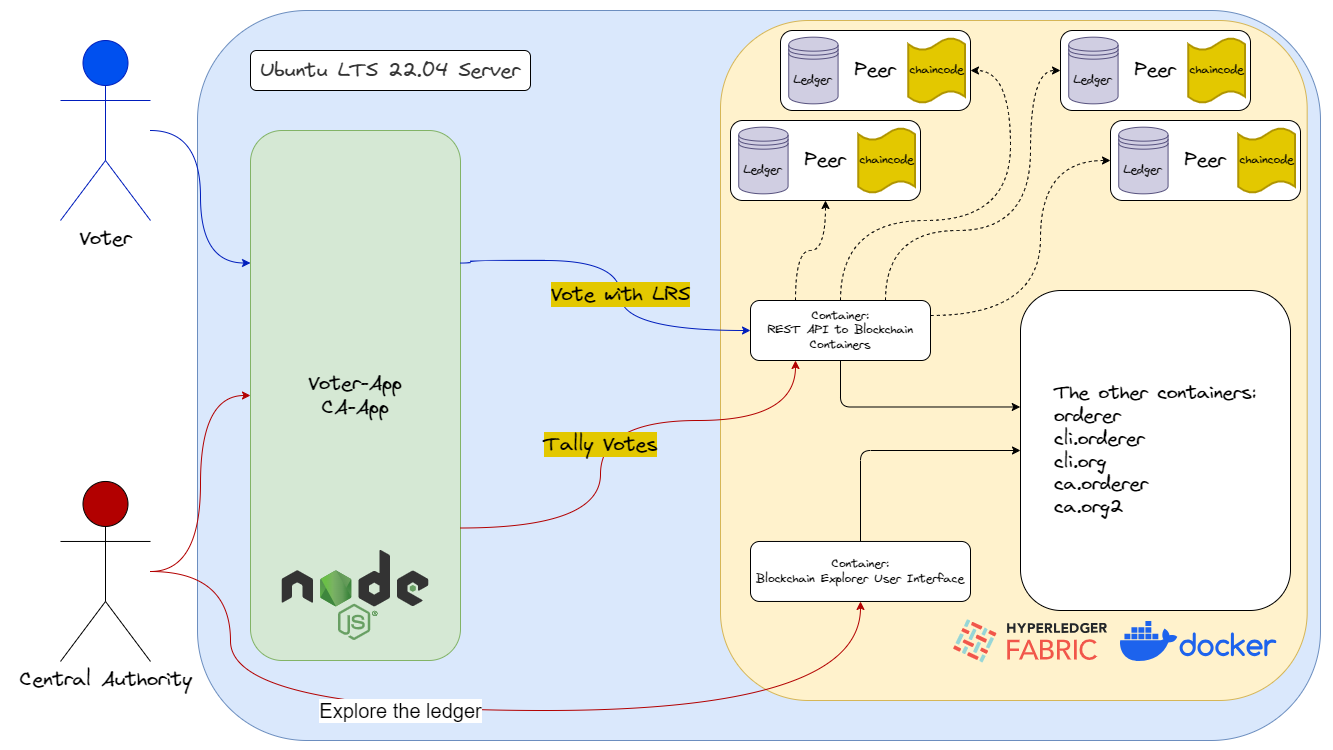 Ubuntu LTS 22.04 Server
Ledger
Peer
chaincode
Ledger
Peer
chaincode
Ledger
Peer
chaincode
Ledger
Peer
chaincode
Voter
Vote with LRS
Container:
REST API to Blockchain
Containers
Voter-App
CA-App
The other containers:
orderer
cli.orderer
cli.org
ca.orderer
ca.org2
Tally Votes
Container:
Blockchain Explorer User Interface
node
JS
HYPERLEDGER
FABRIC
docker
Central Authority
Explore the ledger